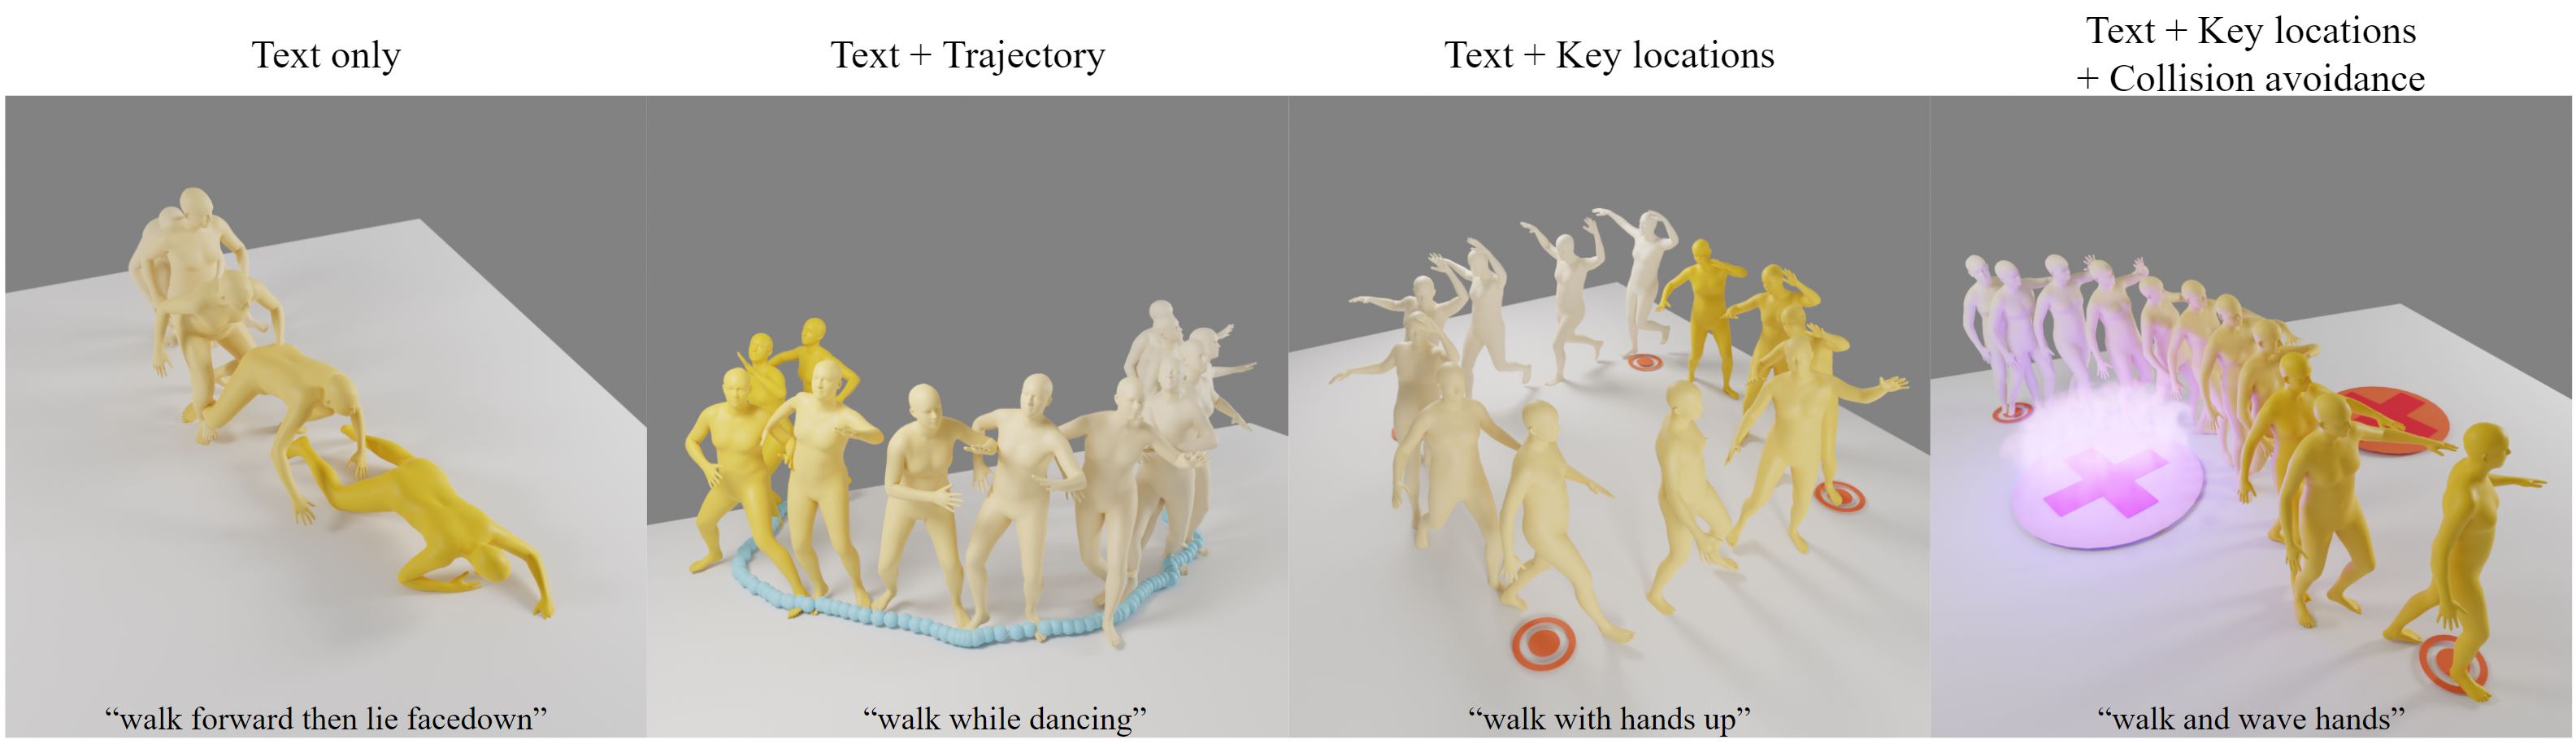 Text only
Text + Trajectory
Text + Key locations
Text + Key locations
+ Collision avoidance
“walk forward then lie facedown”
“walk while dancing”
“walk with hands up”
“walk and wave hands”